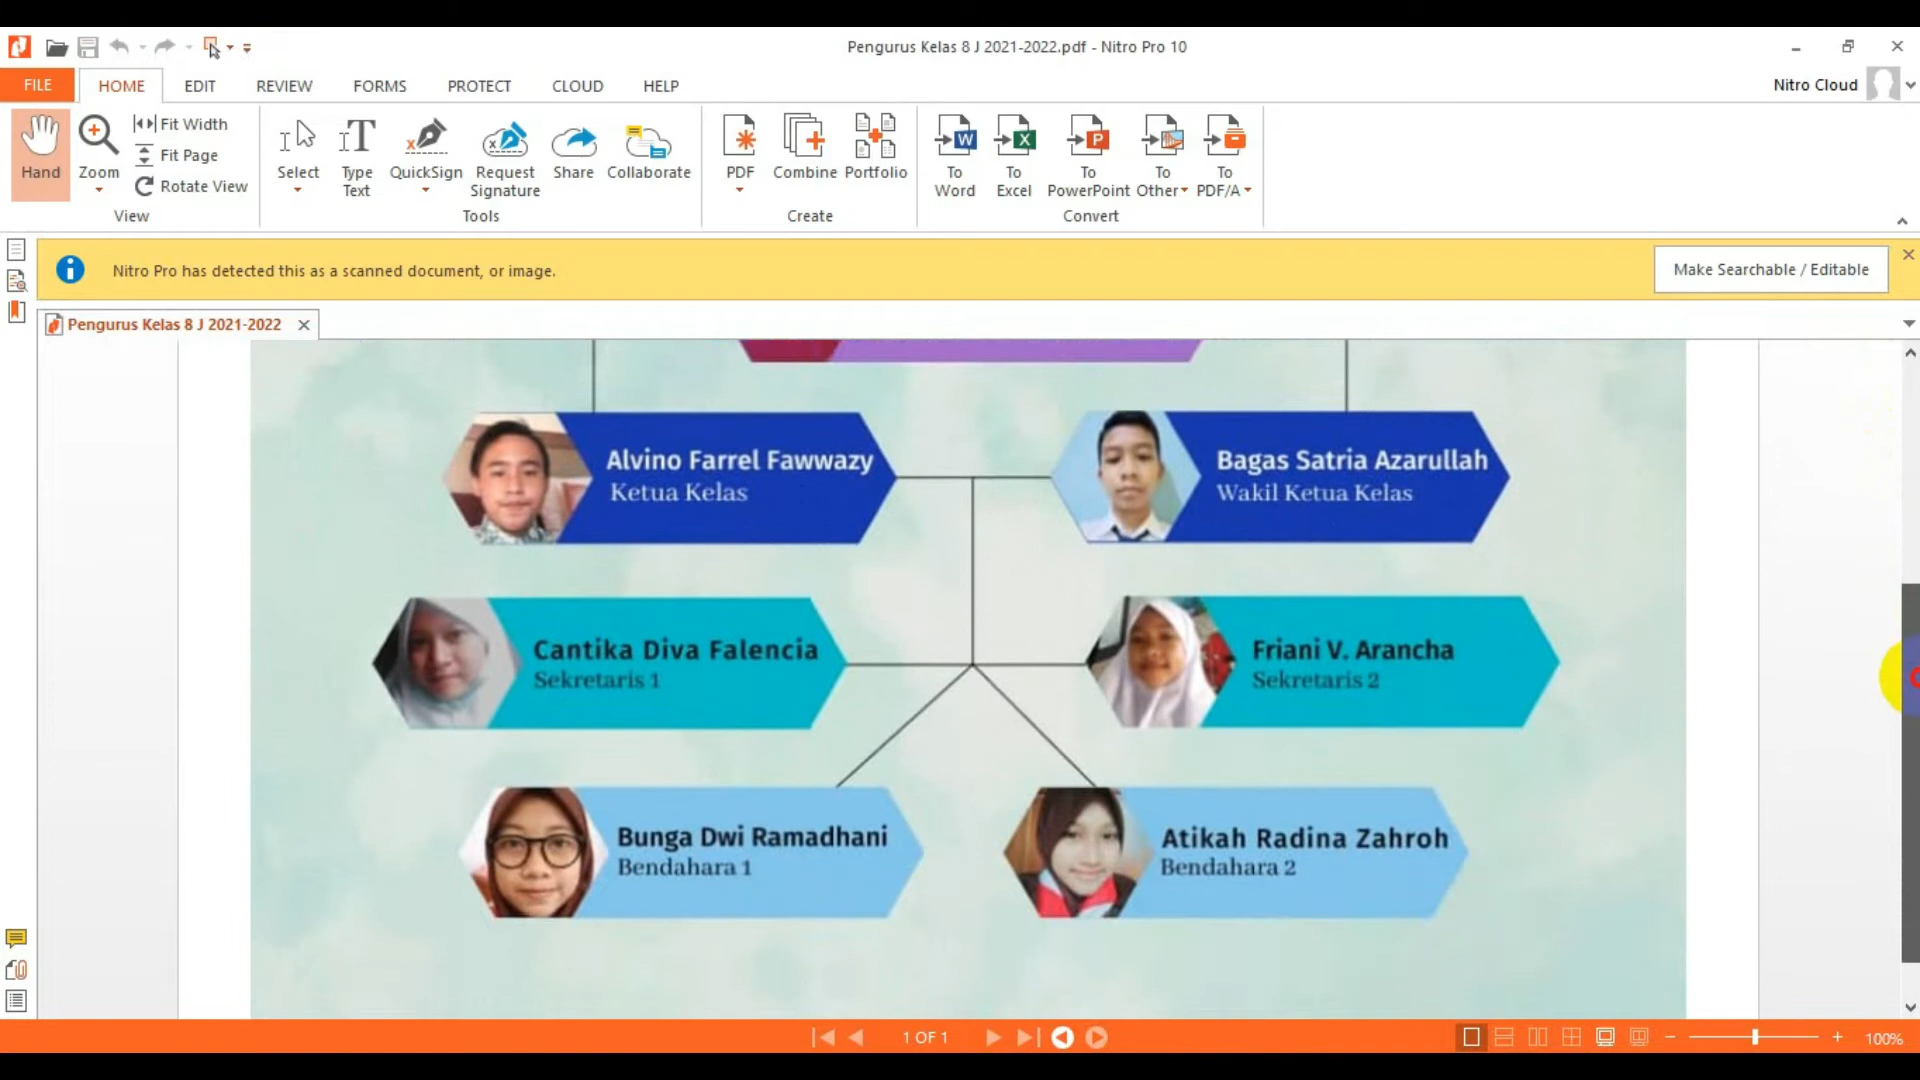 Pengurus Kelas 8 J 2021-2022.pdf - Nitro Pro 10
FILE HOME EDIT REVIEW FORMS PROTECT CLOUD HELP
Nitro Cloud
Hand
Zoom
Fit Width
Fit Page
Rotate View
View
Select
Type Text
QuickSign
Request Signature
Share
Collaborate
Tools
PDF
Combine
Portfolio
Create
To Word
To Excel
To PowerPoint
To Other
To PDF/A
Convert
Nitro Pro has detected this as a scanned document, or image.
Make Searchable / Editable
Pengurus Kelas 8 J 2021-2022
Alvino Farrel Fawwazy
Ketua Kelas
Bagas Satria Azarullah
Wakil Ketua Kelas
Cantika Diva Falencia
Sekretaris 1
Friani V. Arancha
Sekretaris 2
Bunga Dwi Ramadhani
Bendahara 1
Atikah Radina Zahroh
Bendahara 2
1 OF 1
100%